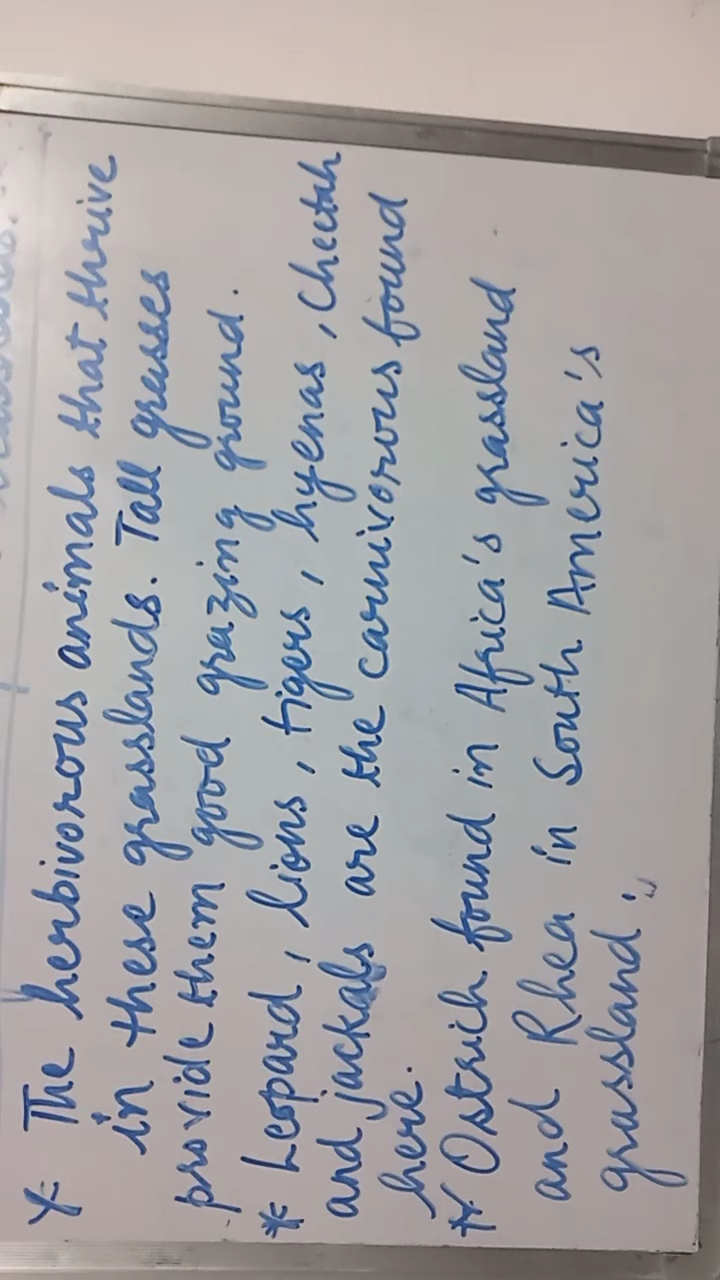 * The herbivorous animals that thrive
in these grasslands. Tall grasses
provide them good grazing ground.
* Leopard, lions, tigers, hyenas, Cheetah
and jackals are the carnivorous found
here.
* Ostrich found in Africa's grassland
and Rhea in South America's
grassland.